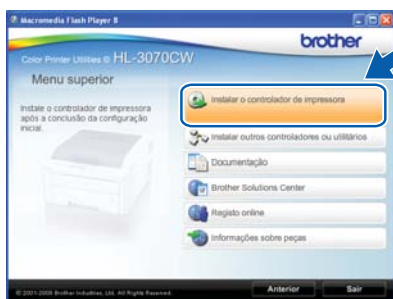 Macromedia Flash Player 8
brother
Color Printer Utilities © HL-3070CW
Menu superior
Instale o controlador de impressora
após a conclusão da configuração
inicial.
Instalar o controlador de impressora
Instalar outros controladores ou utilitários
Documentação
Brother Solutions Center
Registo online
Informações sobre peças
© 2001-2009 Brother Industries, Ltd. All Rights Reserved.
Anterior
Sair